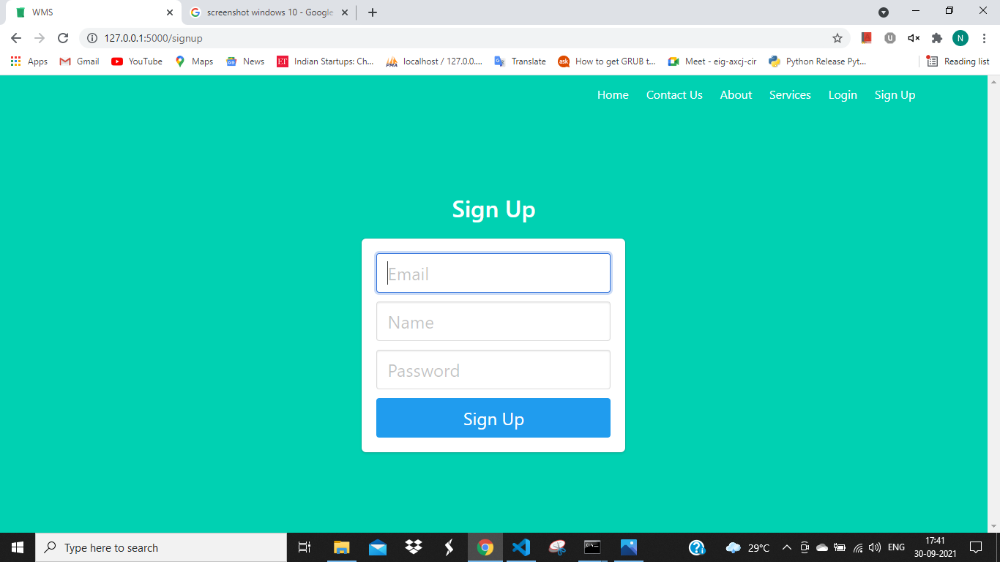 WMS
screenshot windows 10 - Google
127.0.0.1:5000/signup
N
Apps
Gmail
YouTube
Maps
News
ET Indian Startups: Ch...
PMA localhost / 127.0.0....
Translate
ask How to get GRUB t...
Meet - eig-axcj-cir
Python Release Pyt...
Reading list
Home
Contact Us
About
Services
Login
Sign Up
Sign Up
Email
Name
Password
Sign Up
Type here to search
29°C
ENG
17:41
30-09-2021